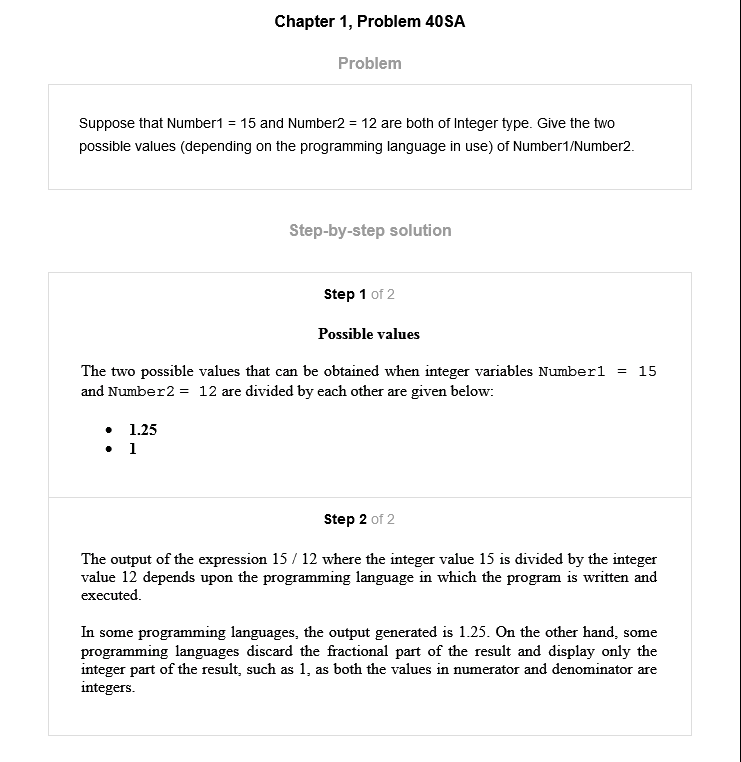 Chapter 1, Problem 40SA
Problem
Suppose that Number1 = 15 and Number2 = 12 are both of Integer type. Give the two
possible values (depending on the programming language in use) of Number1/Number2.
Step-by-step solution
Step 1 of 2
Possible values
The two possible values that can be obtained when integer variables Number1 = 15
and Number2 = 12 are divided by each other are given below:
• 1.25
• 1
Step 2 of 2
The output of the expression 15 / 12 where the integer value 15 is divided by the integer
value 12 depends upon the programming language in which the program is written and
executed.
In some programming languages, the output generated is 1.25. On the other hand, some
programming languages discard the fractional part of the result and display only the
integer part of the result, such as 1, as both the values in numerator and denominator are
integers.